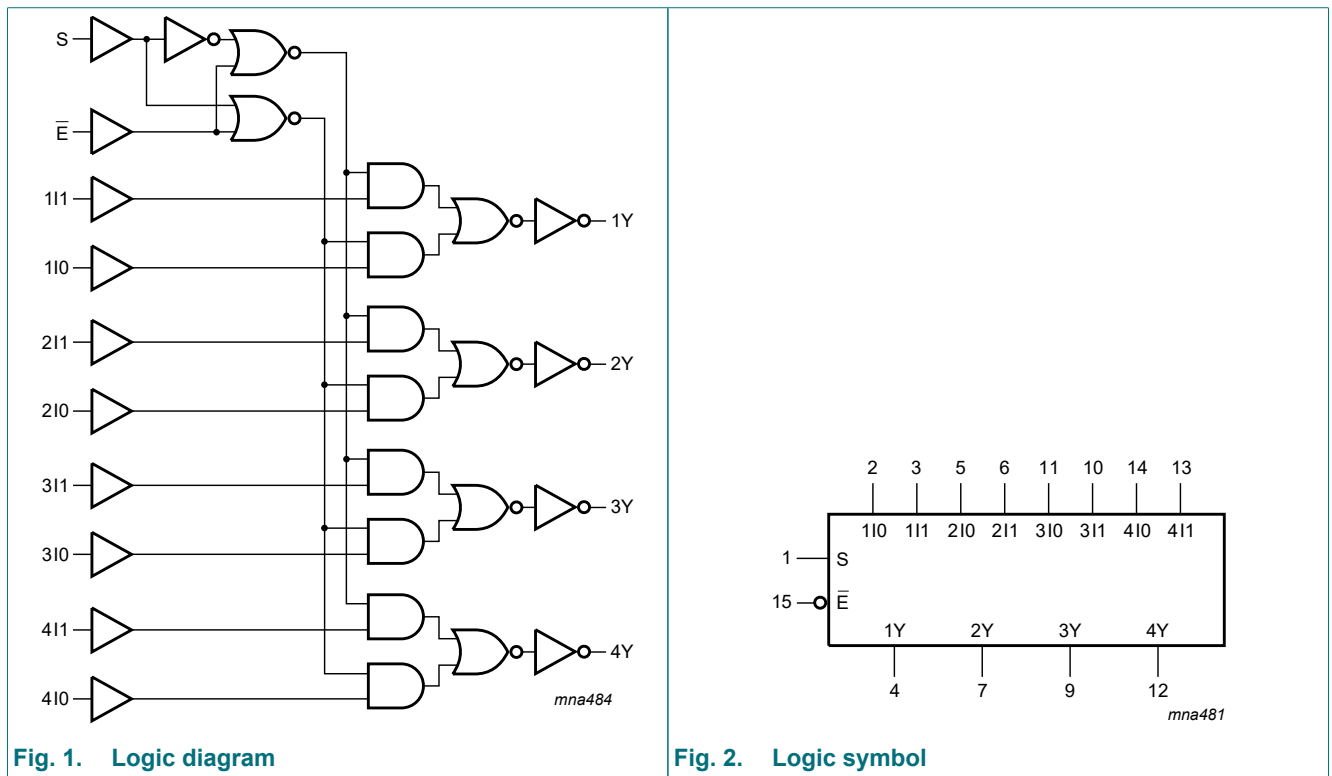 S
E
1I1
1I0
1Y
2I1
2I0
2Y
3I1
3I0
3Y
4I1
4I0
4Y
mna484
Fig. 1. Logic diagram
2 3 5 6 11 10 14 13
1I0 1I1 2I0 2I1 3I0 3I1 4I0 4I1
1 S
15 E
1Y 2Y 3Y 4Y
4 7 9 12
mna481
Fig. 2. Logic symbol